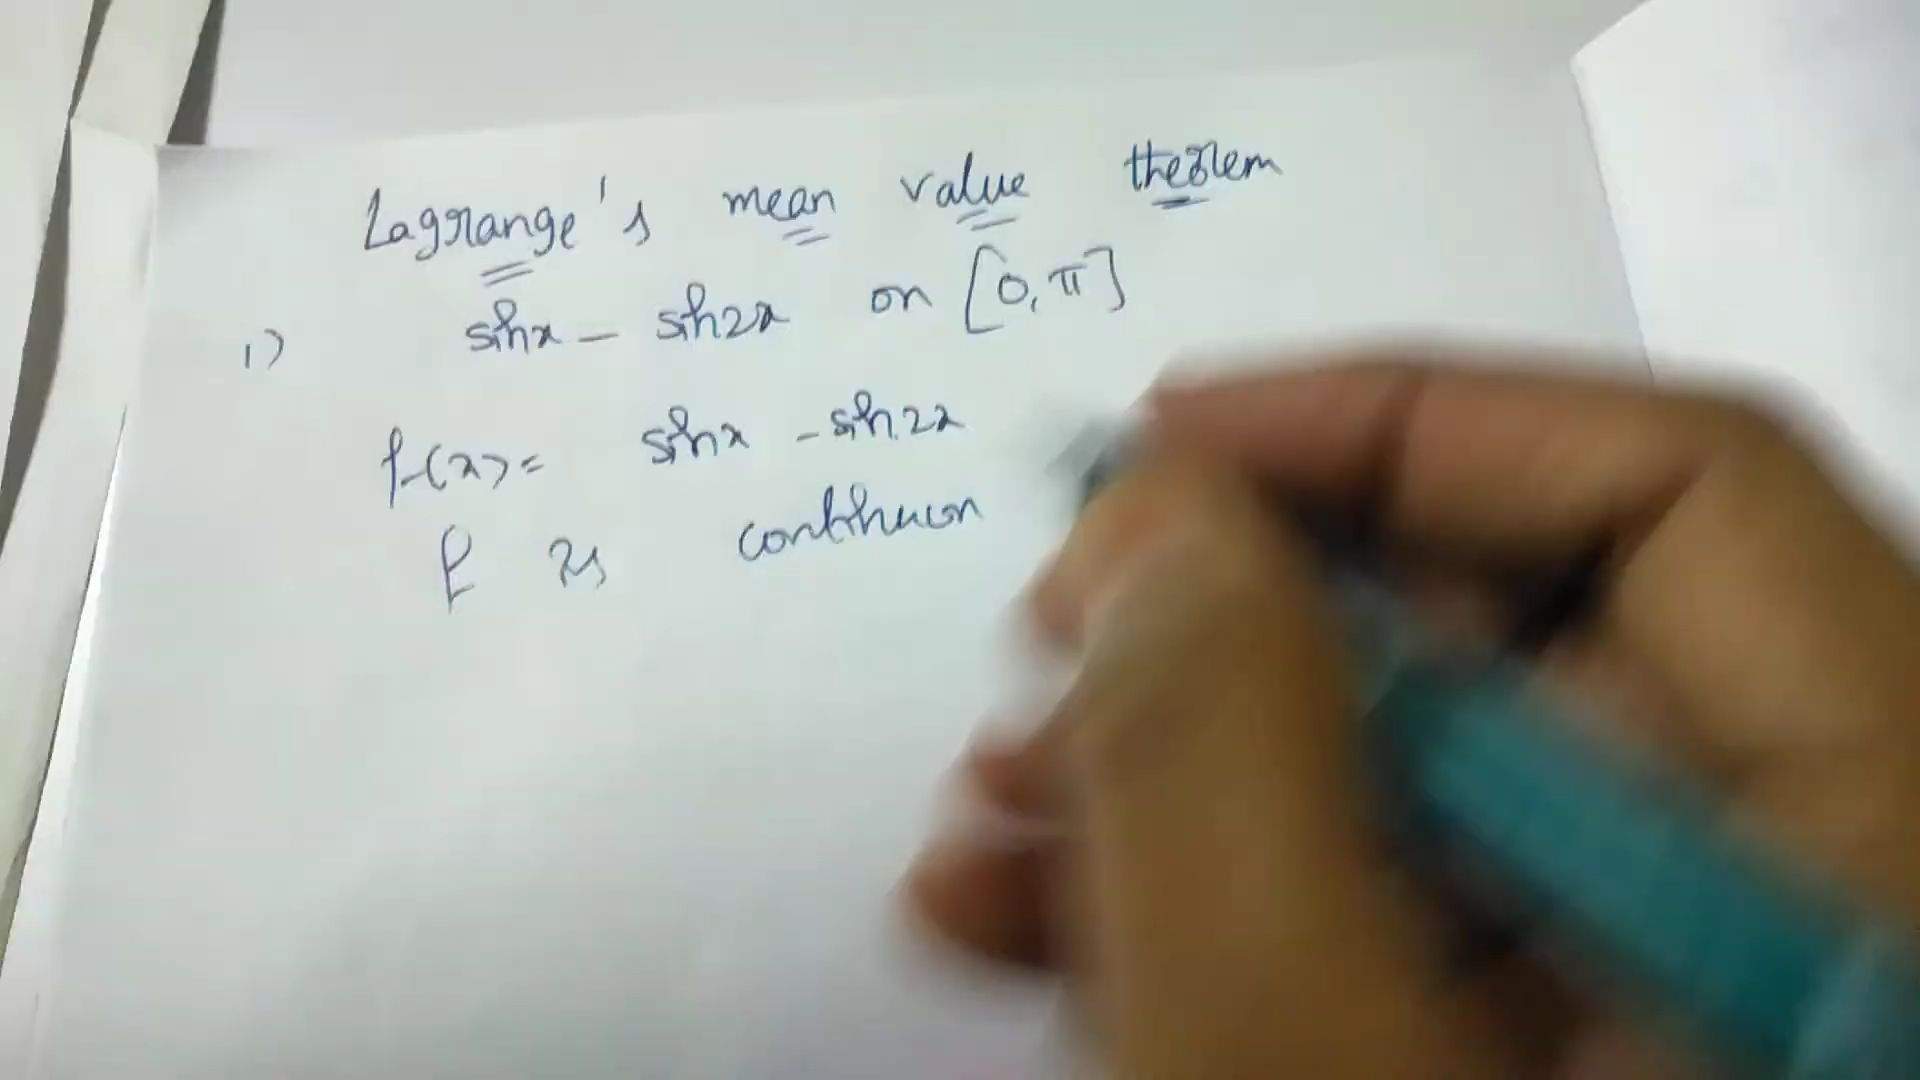 Lagrange's mean value theorem
1) sinx - sin2x on [0, π]
f(x) = sinx - sin2x
f is continuous